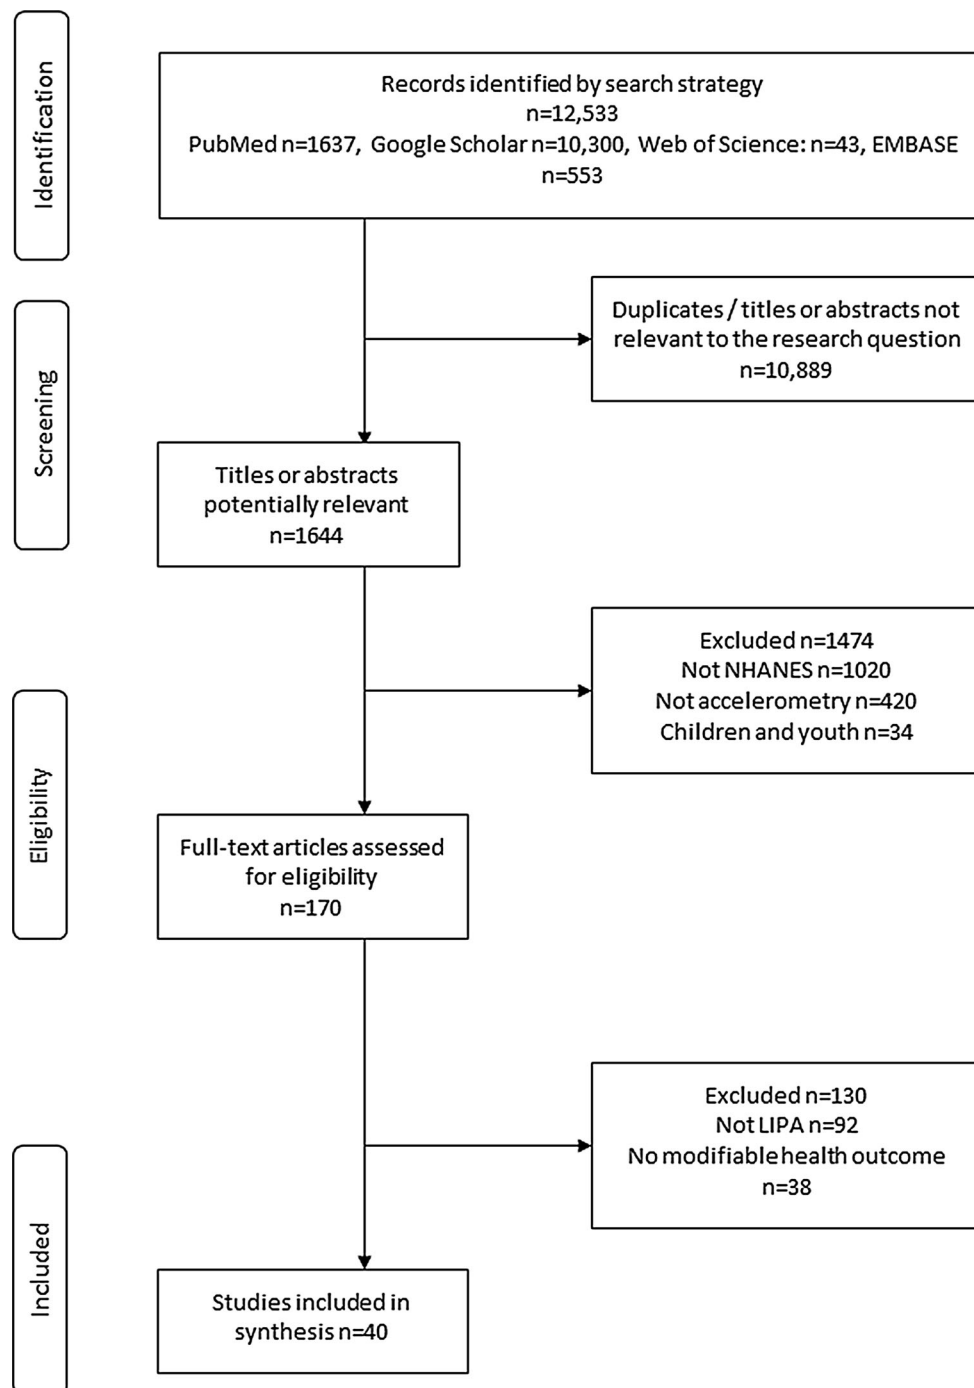 Identification
Records identified by search strategy
n=12,533
PubMed n=1637, Google Scholar n=10,300, Web of Science: n=43, EMBASE
n=553
Screening
Duplicates / titles or abstracts not
relevant to the research question
n=10,889
Titles or abstracts
potentially relevant
n=1644
Eligibility
Excluded n=1474
Not NHANES n=1020
Not accelerometry n=420
Children and youth n=34
Full-text articles assessed
for eligibility
n=170
Included
Excluded n=130
Not LIPA n=92
No modifiable health outcome
n=38
Studies included in
synthesis n=40